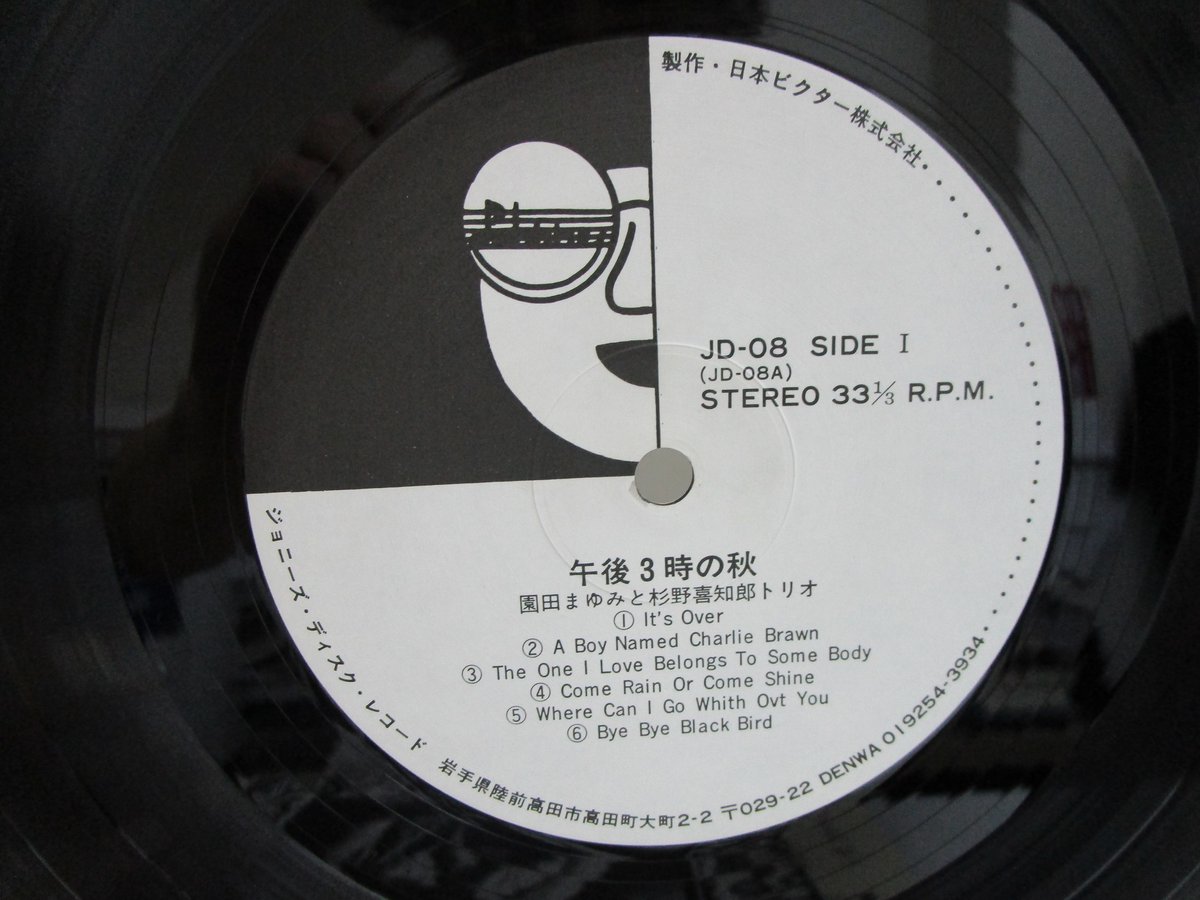 製作・日本ビクター株式会社
JD-08 SIDE I
(JD-08A)
STEREO 33⅓ R.P.M.
午後3時の秋
園田まゆみと杉野喜知郎トリオ
① It's Over
② A Boy Named Charlie Brawn
③ The One I Love Belongs To Some Body
④ Come Rain Or Come Shine
⑤ Where Can I Go Whith Ovt You
⑥ Bye Bye Black Bird
ジョニーズ・ディスク・レコード 岩手県陸前高田市高田町大町2-2 〒029-22 DENWA 019254-3934